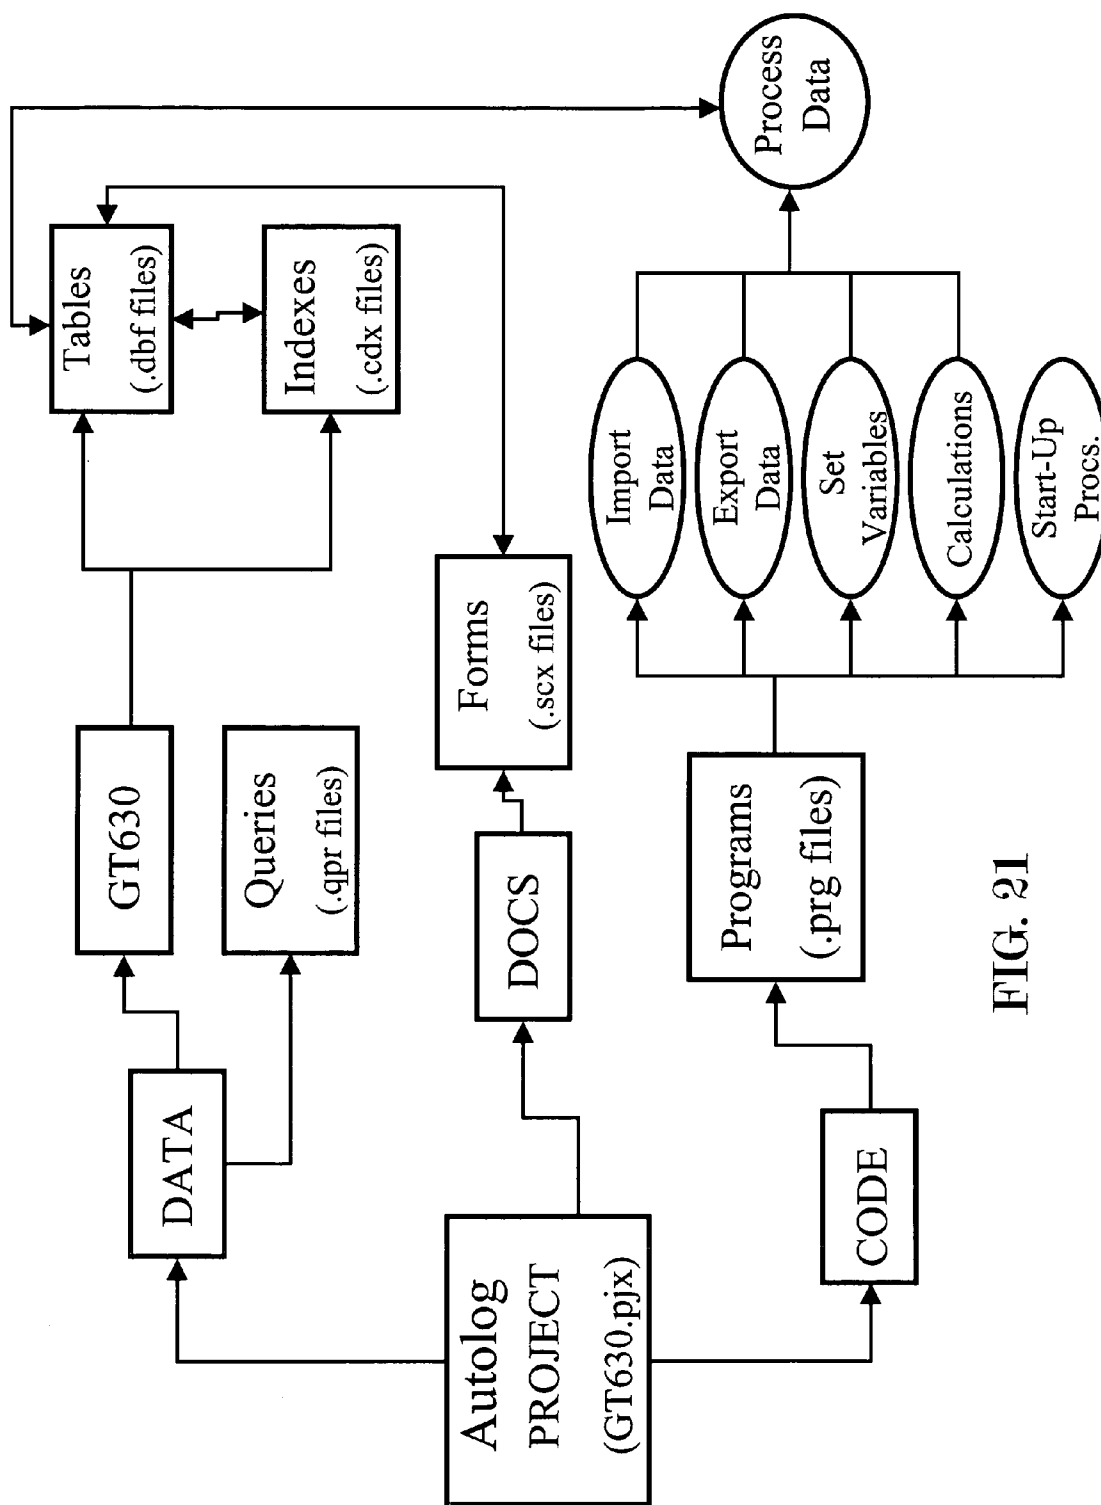 Autolog
PROJECT
(GT630.pjx)
DATA
GT630
Queries
(.qpr files)
Tables
(.dbf files)
Indexes
(.cdx files)
DOCS
Forms
(.scx files)
CODE
Programs
(.prg files)
Import
Data
Export
Data
Set
Variables
Calculations
Start-Up
Procs.
Process
Data
FIG. 21